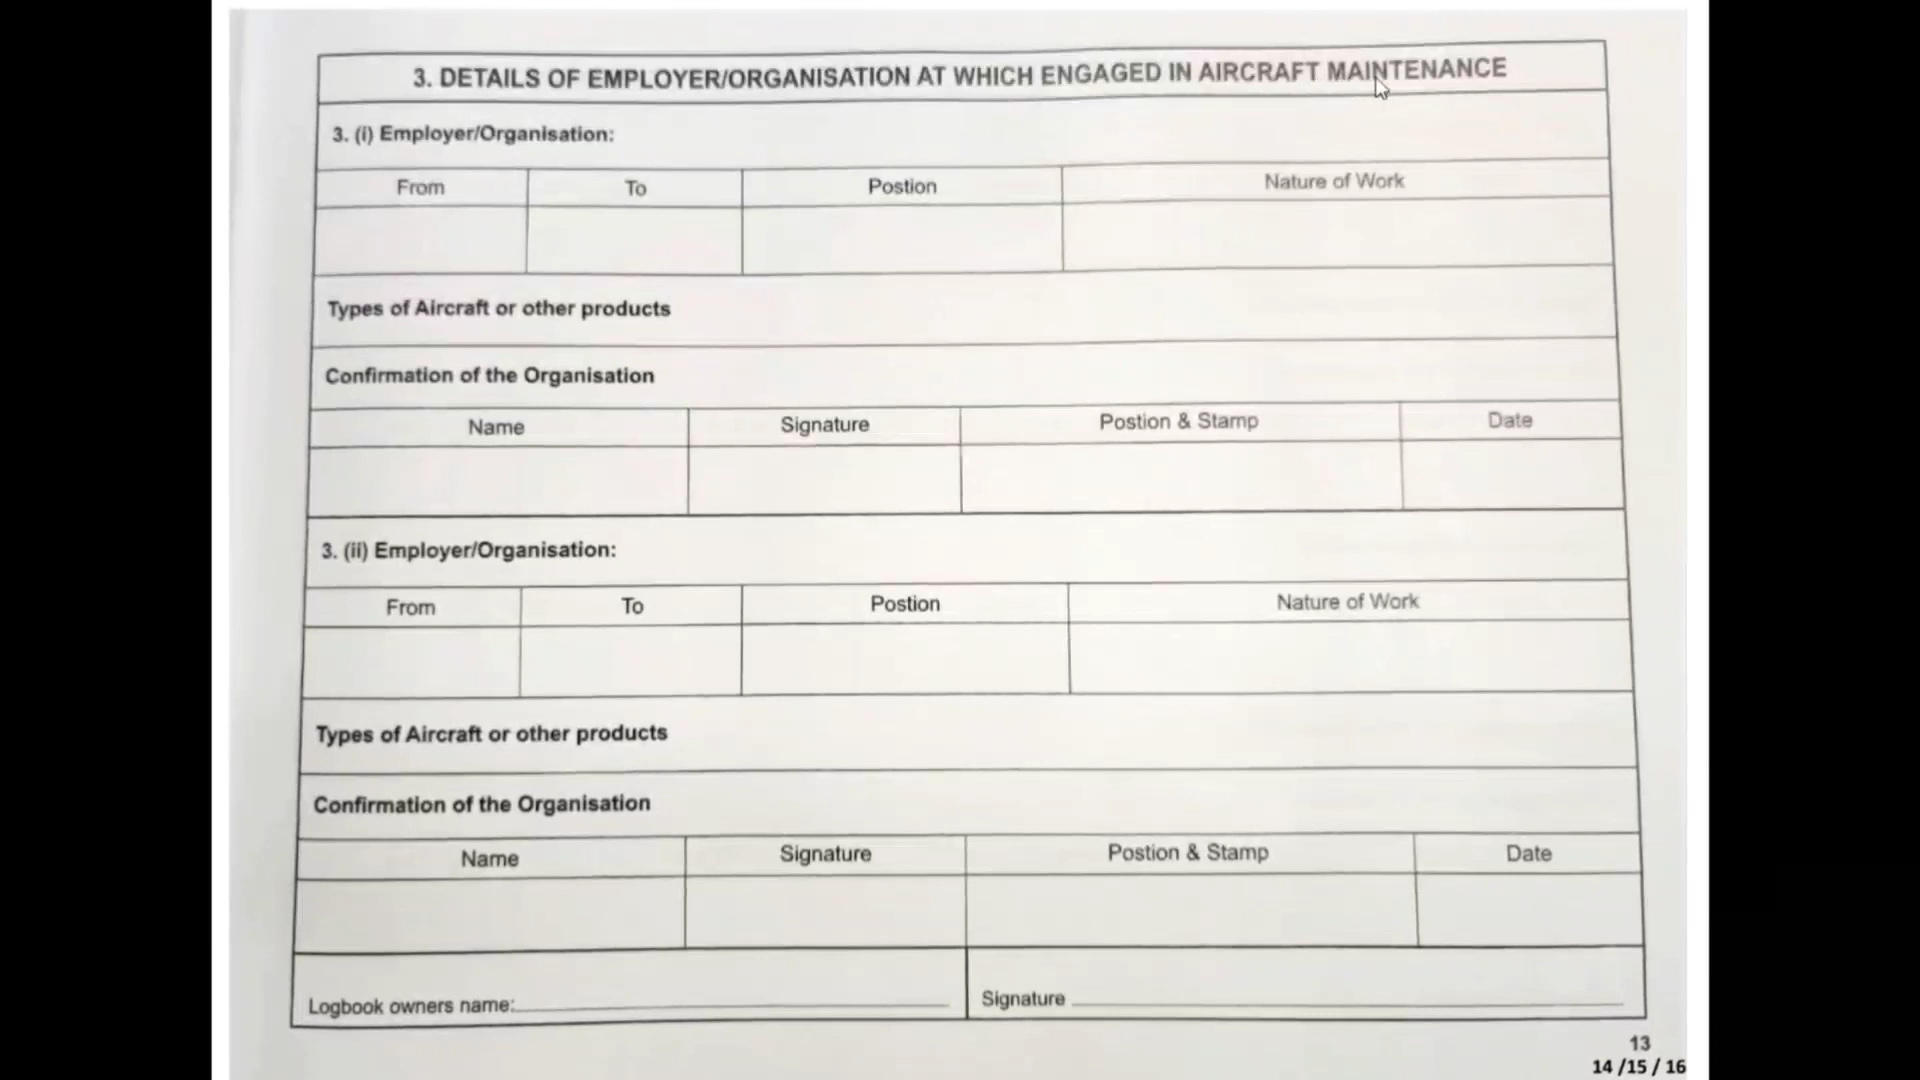 3. DETAILS OF EMPLOYER/ORGANISATION AT WHICH ENGAGED IN AIRCRAFT MAINTENANCE
3. (i) Employer/Organisation:
From To Postion Nature of Work
Types of Aircraft or other products
Confirmation of the Organisation
Name Signature Postion & Stamp Date
3. (ii) Employer/Organisation:
From To Postion Nature of Work
Types of Aircraft or other products
Confirmation of the Organisation
Name Signature Postion & Stamp Date
Logbook owners name: Signature
13
14 /15 / 16